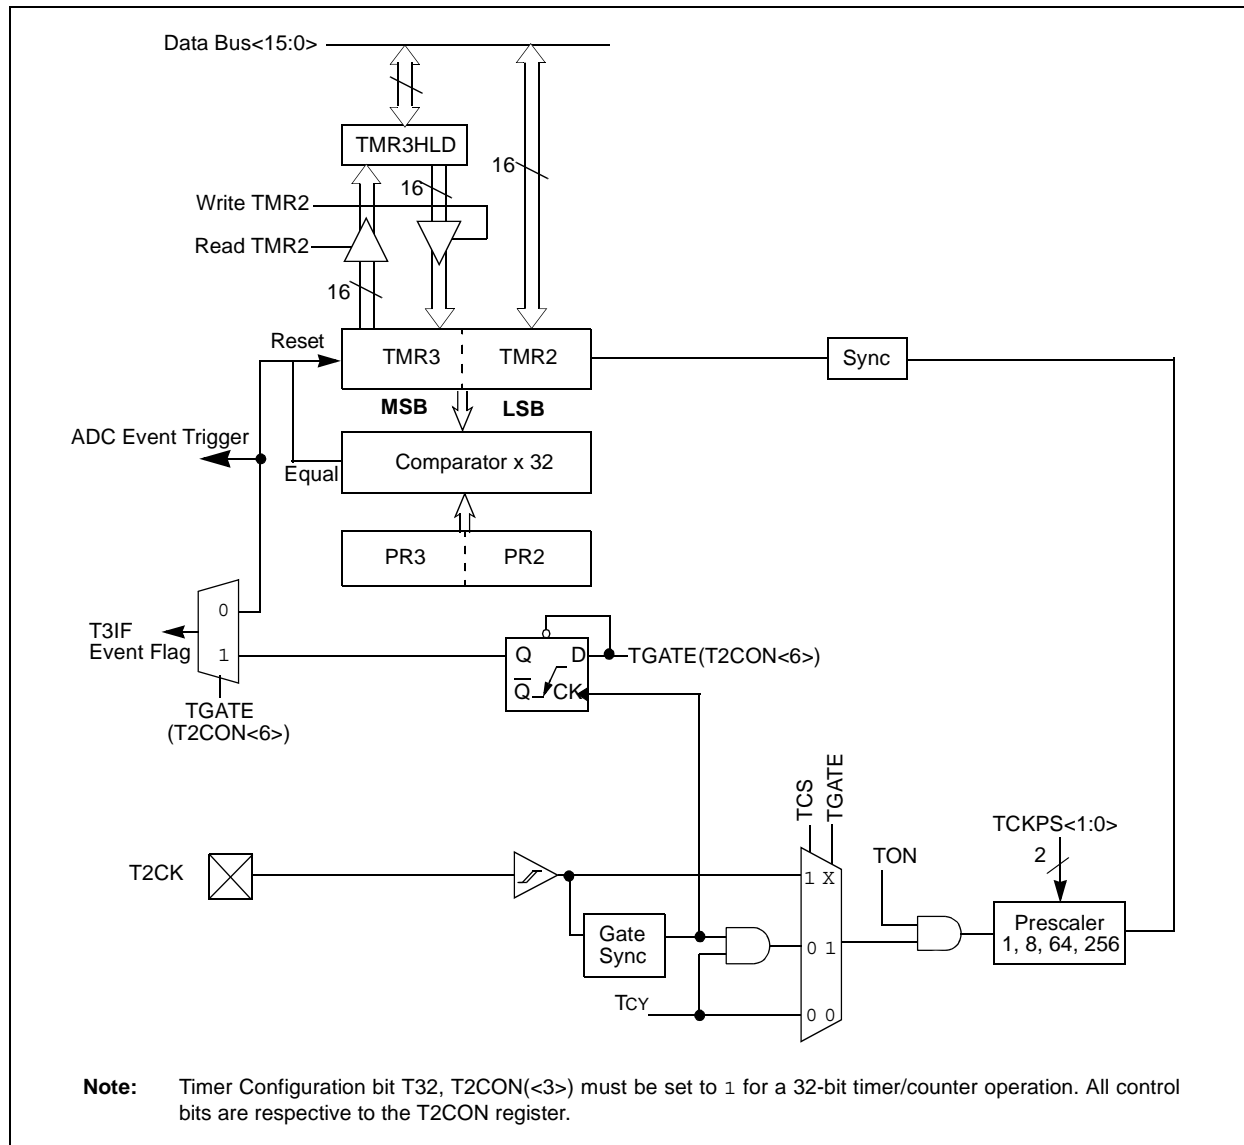 Data Bus<15:0>
TMR3HLD
16
16
Write TMR2
Read TMR2
16
Reset
TMR3
TMR2
Sync
MSB
LSB
ADC Event Trigger
Equal
Comparator x 32
PR3
PR2
0
T3IF
Event Flag
1
Q
D
TGATE(T2CON<6>)
Q
CK
TGATE
(T2CON<6>)
TCS
TGATE
TCKPS<1:0>
2
TON
T2CK
1 X
Prescaler
1, 8, 64, 256
Gate
Sync
0 1
TCY
0 0
Note: Timer Configuration bit T32, T2CON(<3>) must be set to 1 for a 32-bit timer/counter operation. All control
bits are respective to the T2CON register.